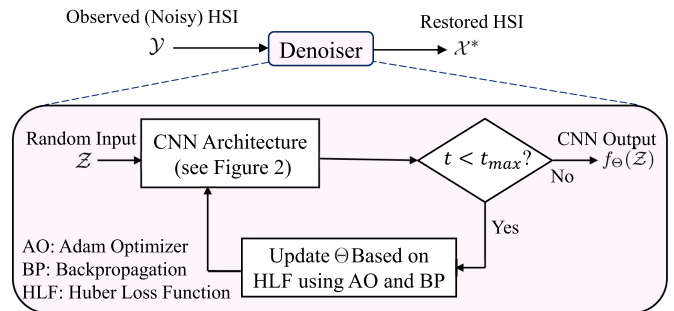 Observed (Noisy) HSI
𝒴
Denoiser
Restored HSI
𝒳*
Random Input
𝒵
CNN Architecture
(see Figure 2)
t < t_max?
No
CNN Output
f_Θ(𝒵)
Yes
Update ΘBased on
HLF using AO and BP
AO: Adam Optimizer
BP: Backpropagation
HLF: Huber Loss Function